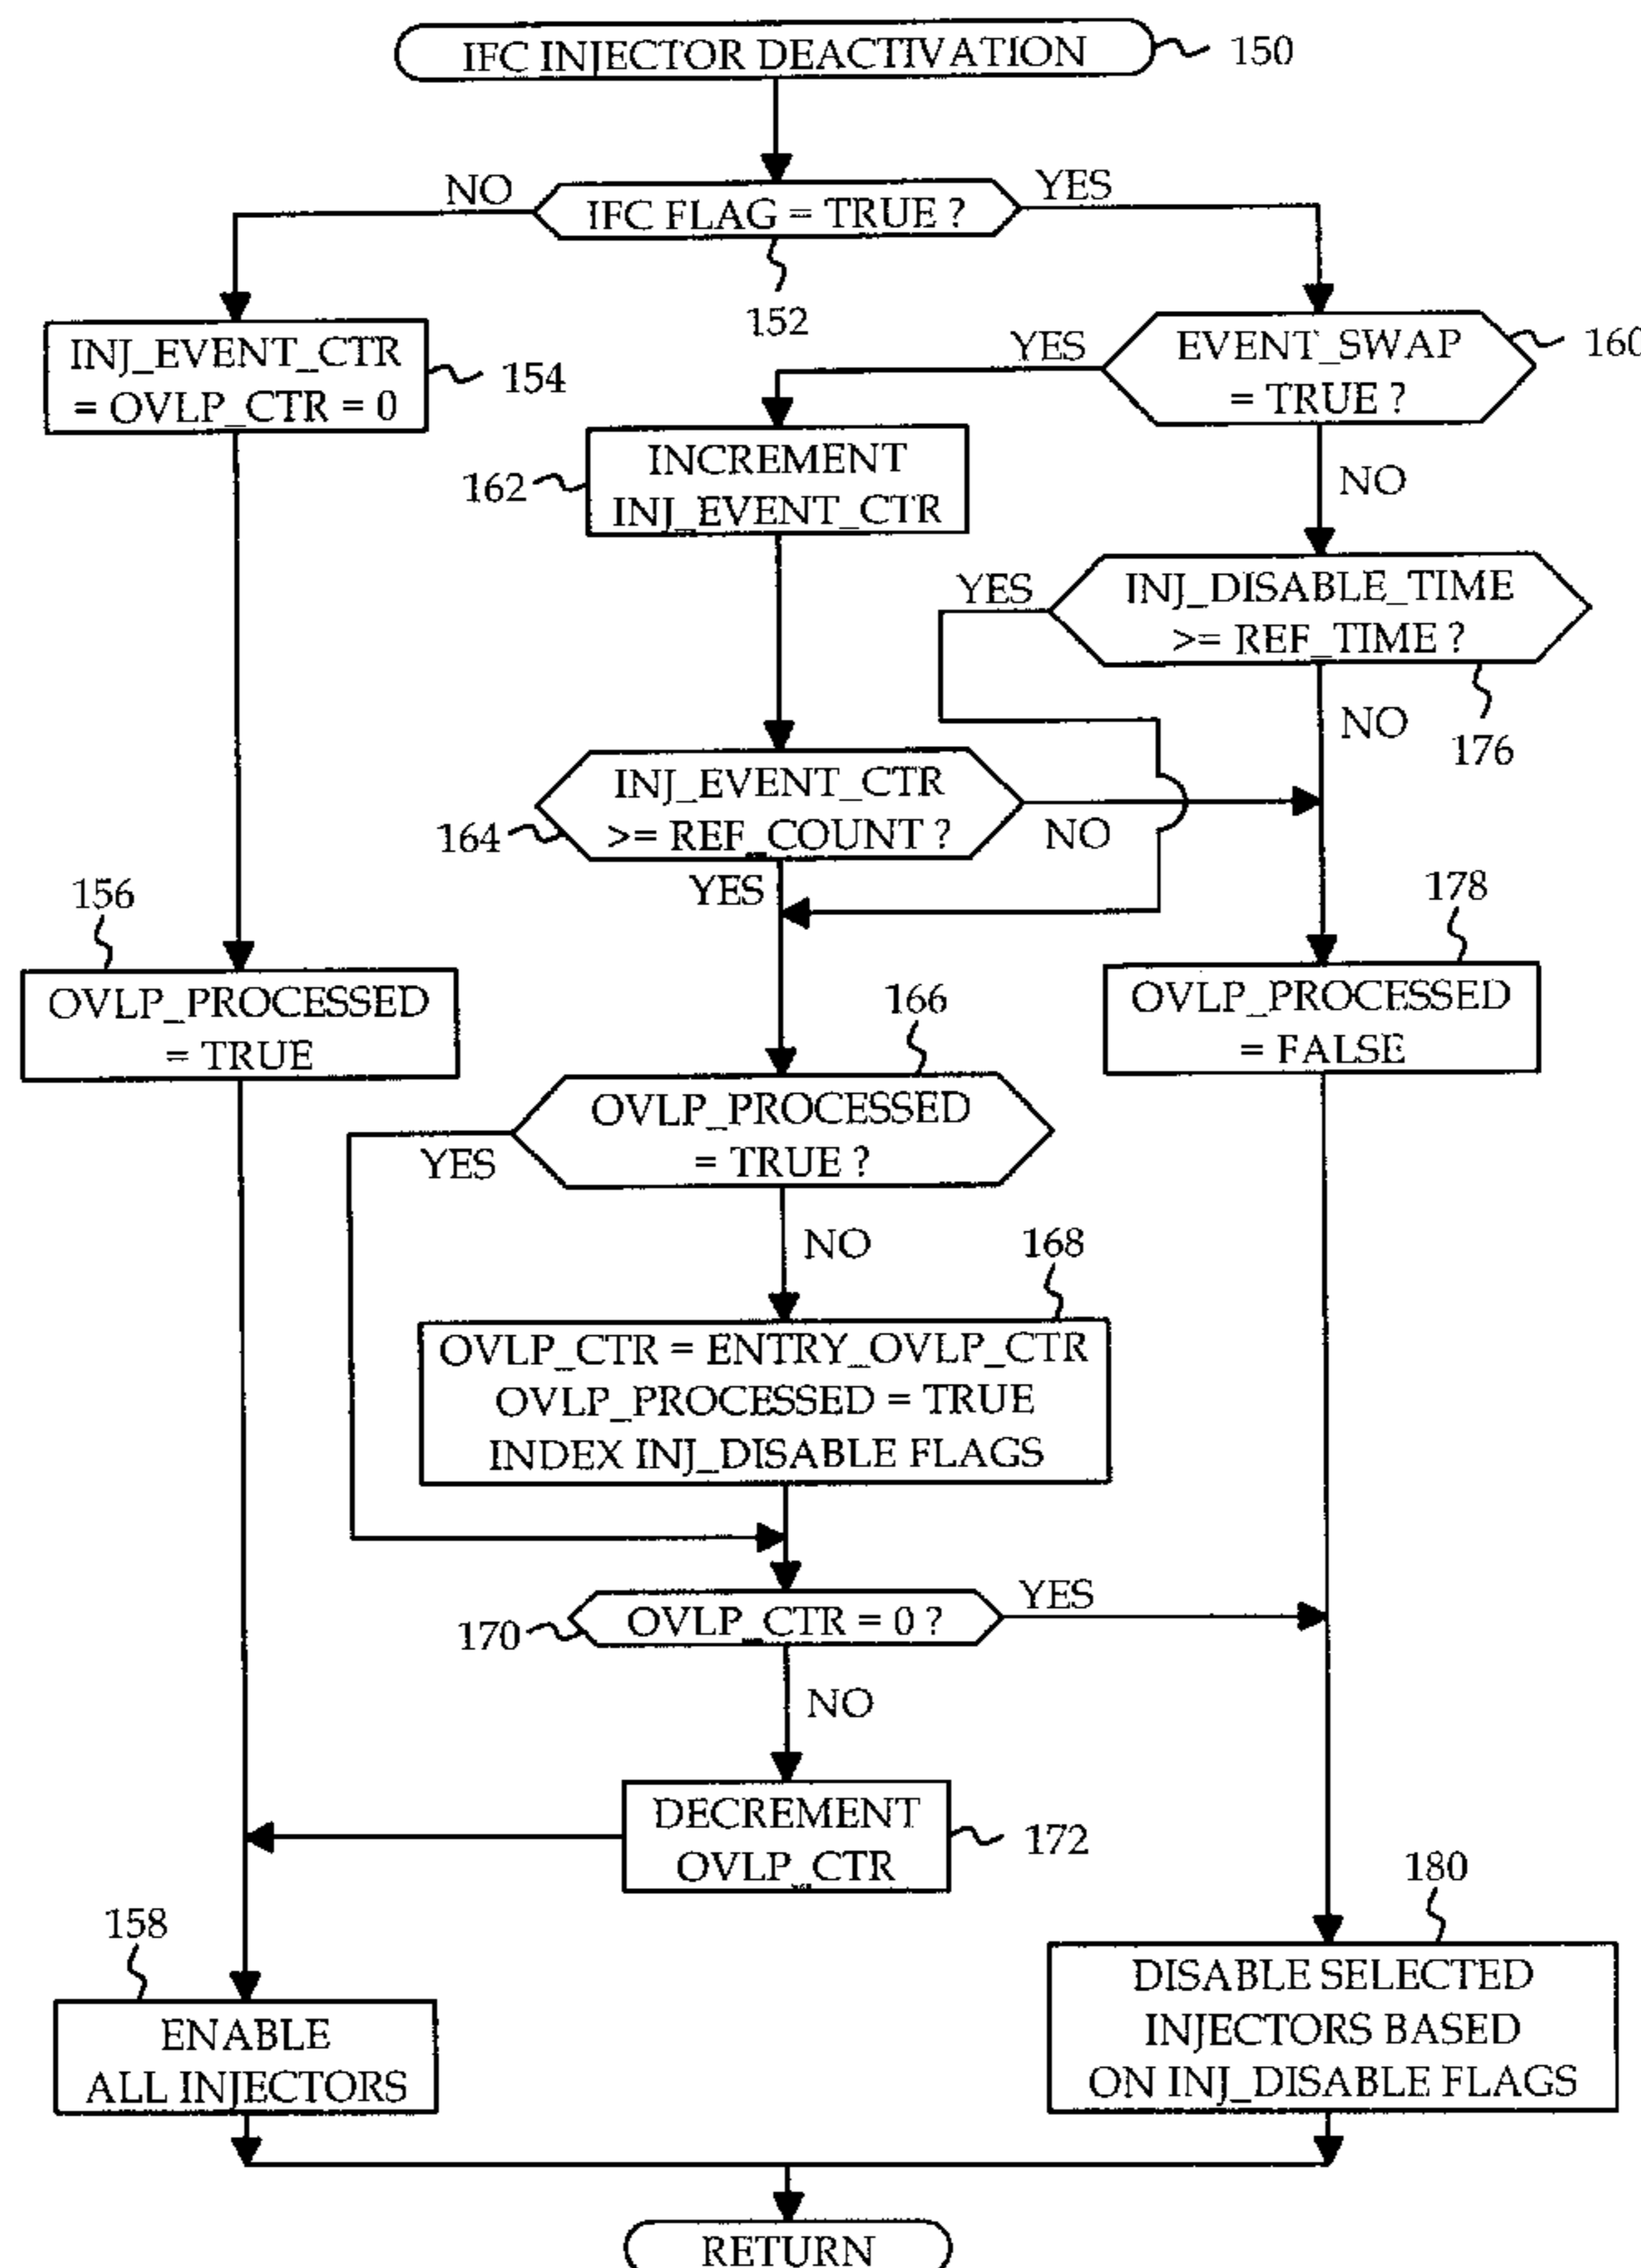 IFC INJECTOR DEACTIVATION
150
NO
IFC FLAG = TRUE ?
YES
152
INJ_EVENT_CTR
= OVLP_CTR = 0
154
YES
EVENT_SWAP
= TRUE ?
160
162
INCREMENT
INJ_EVENT_CTR
NO
YES
INJ_DISABLE_TIME
>= REF_TIME ?
NO
176
INJ_EVENT_CTR
>= REF_COUNT ?
164
NO
YES
156
OVLP_PROCESSED
= TRUE
178
OVLP_PROCESSED
= FALSE
166
OVLP_PROCESSED
= TRUE ?
YES
NO
168
OVLP_CTR = ENTRY_OVLP_CTR
OVLP_PROCESSED = TRUE
INDEX INJ_DISABLE FLAGS
170
OVLP_CTR = 0 ?
YES
NO
DECREMENT
OVLP_CTR
172
158
ENABLE
ALL INJECTORS
180
DISABLE SELECTED
INJECTORS BASED
ON INJ_DISABLE FLAGS
RETURN